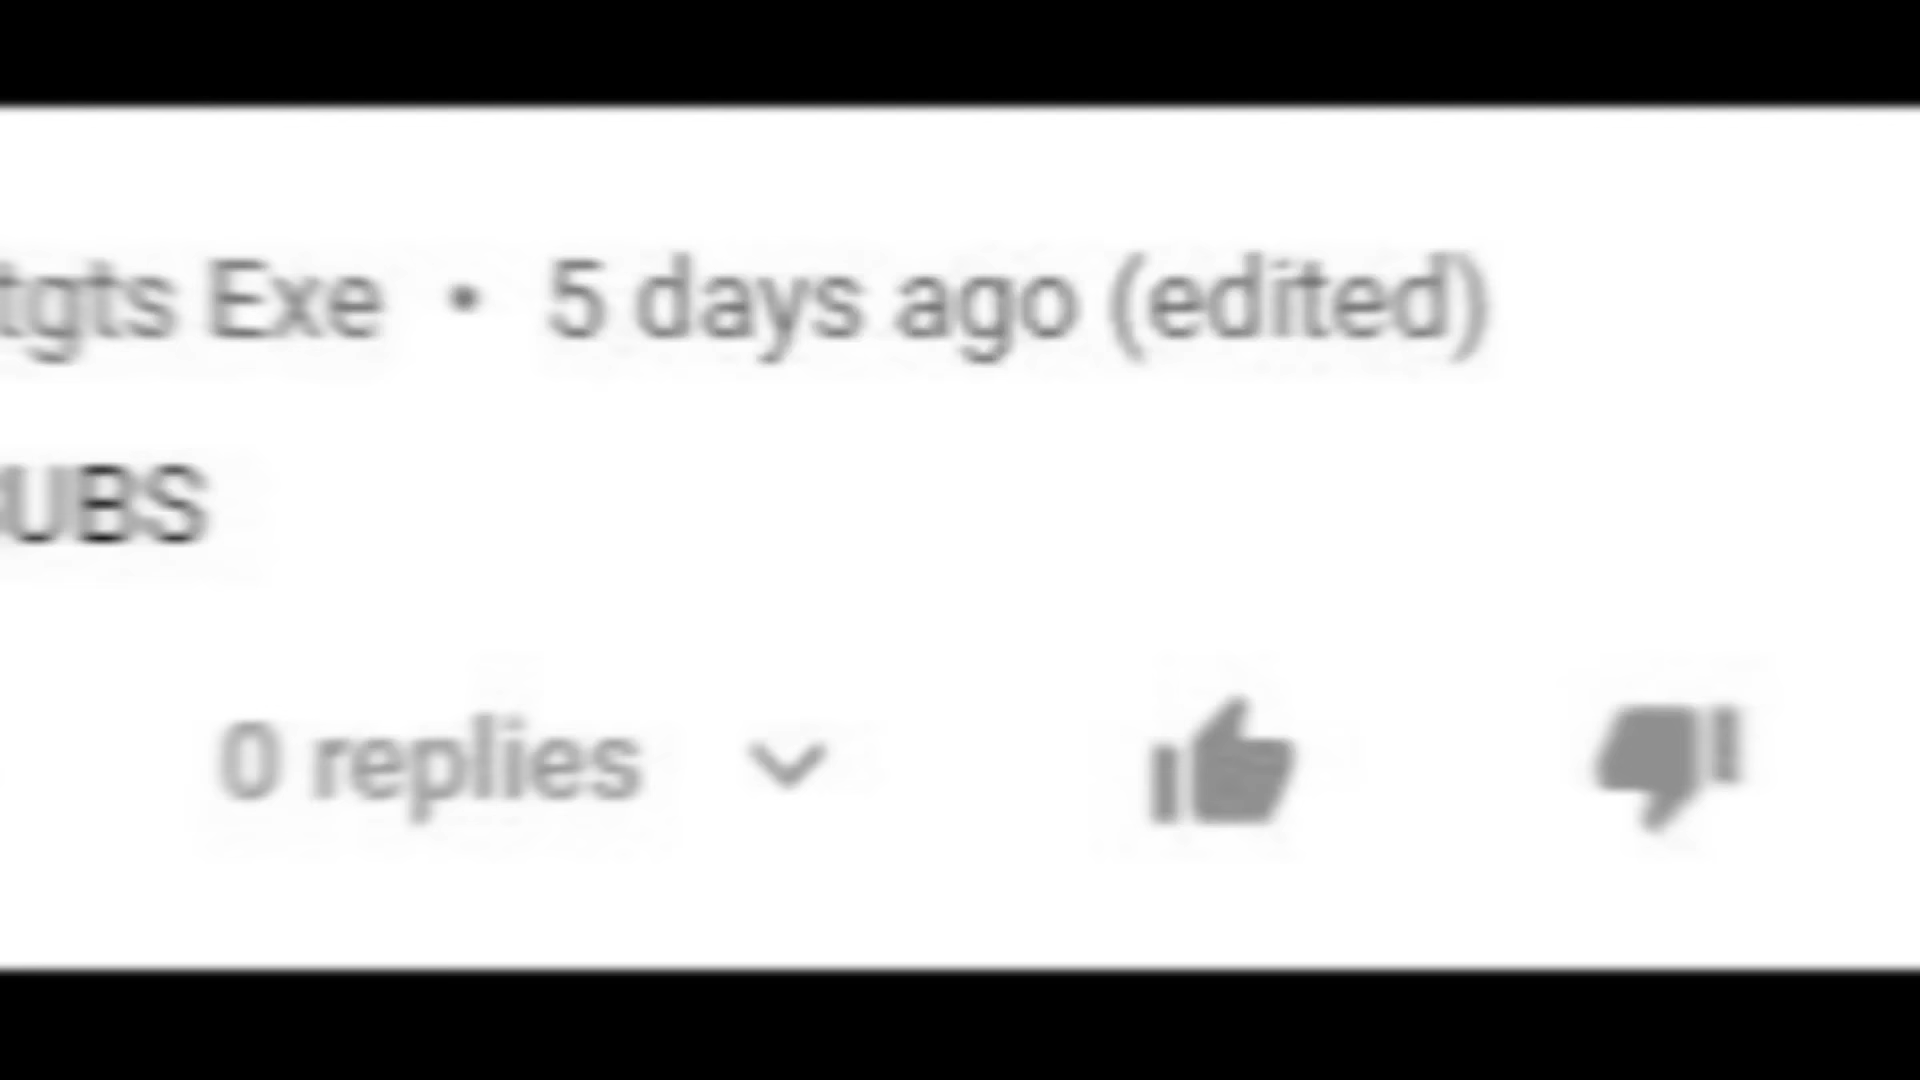 tgts Exe • 5 days ago (edited)
UBS
0 replies